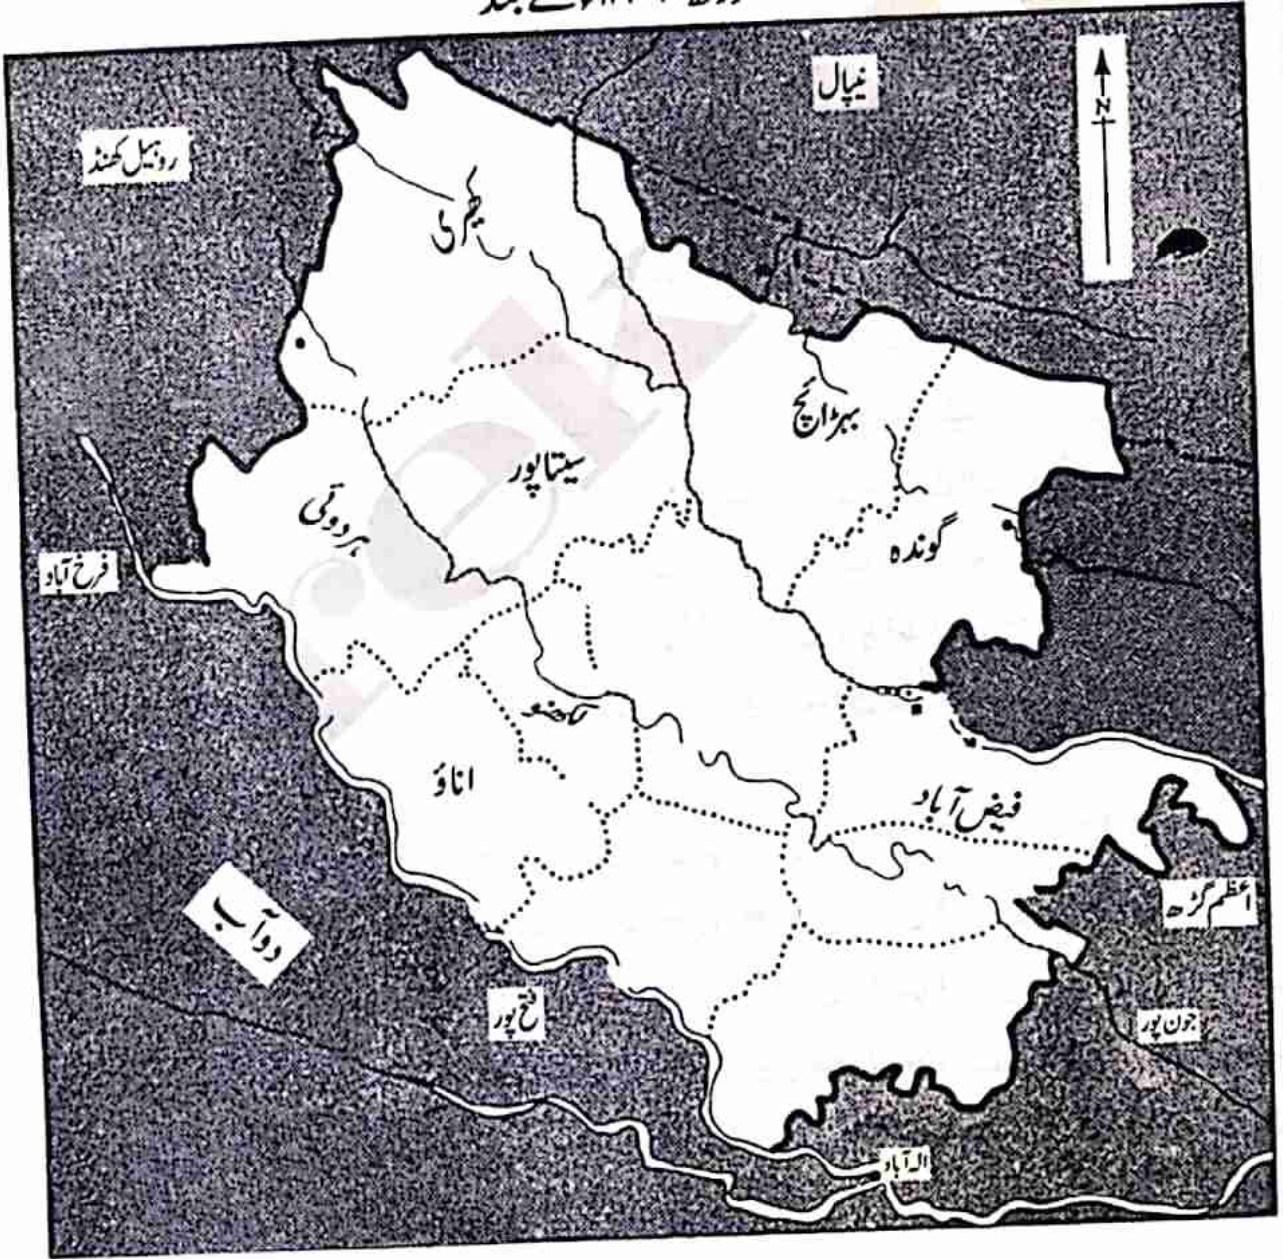 نیپال
N
روہیل کھنڈ
کھیری
بہرائچ
سیتاپور
ہردوئی
گونده
فرخ آباد
لکھنؤ
اناؤ
فیض آباد
اعظم گڑھ
دوآب
فتح پور
جون پور
الہ آباد
rek